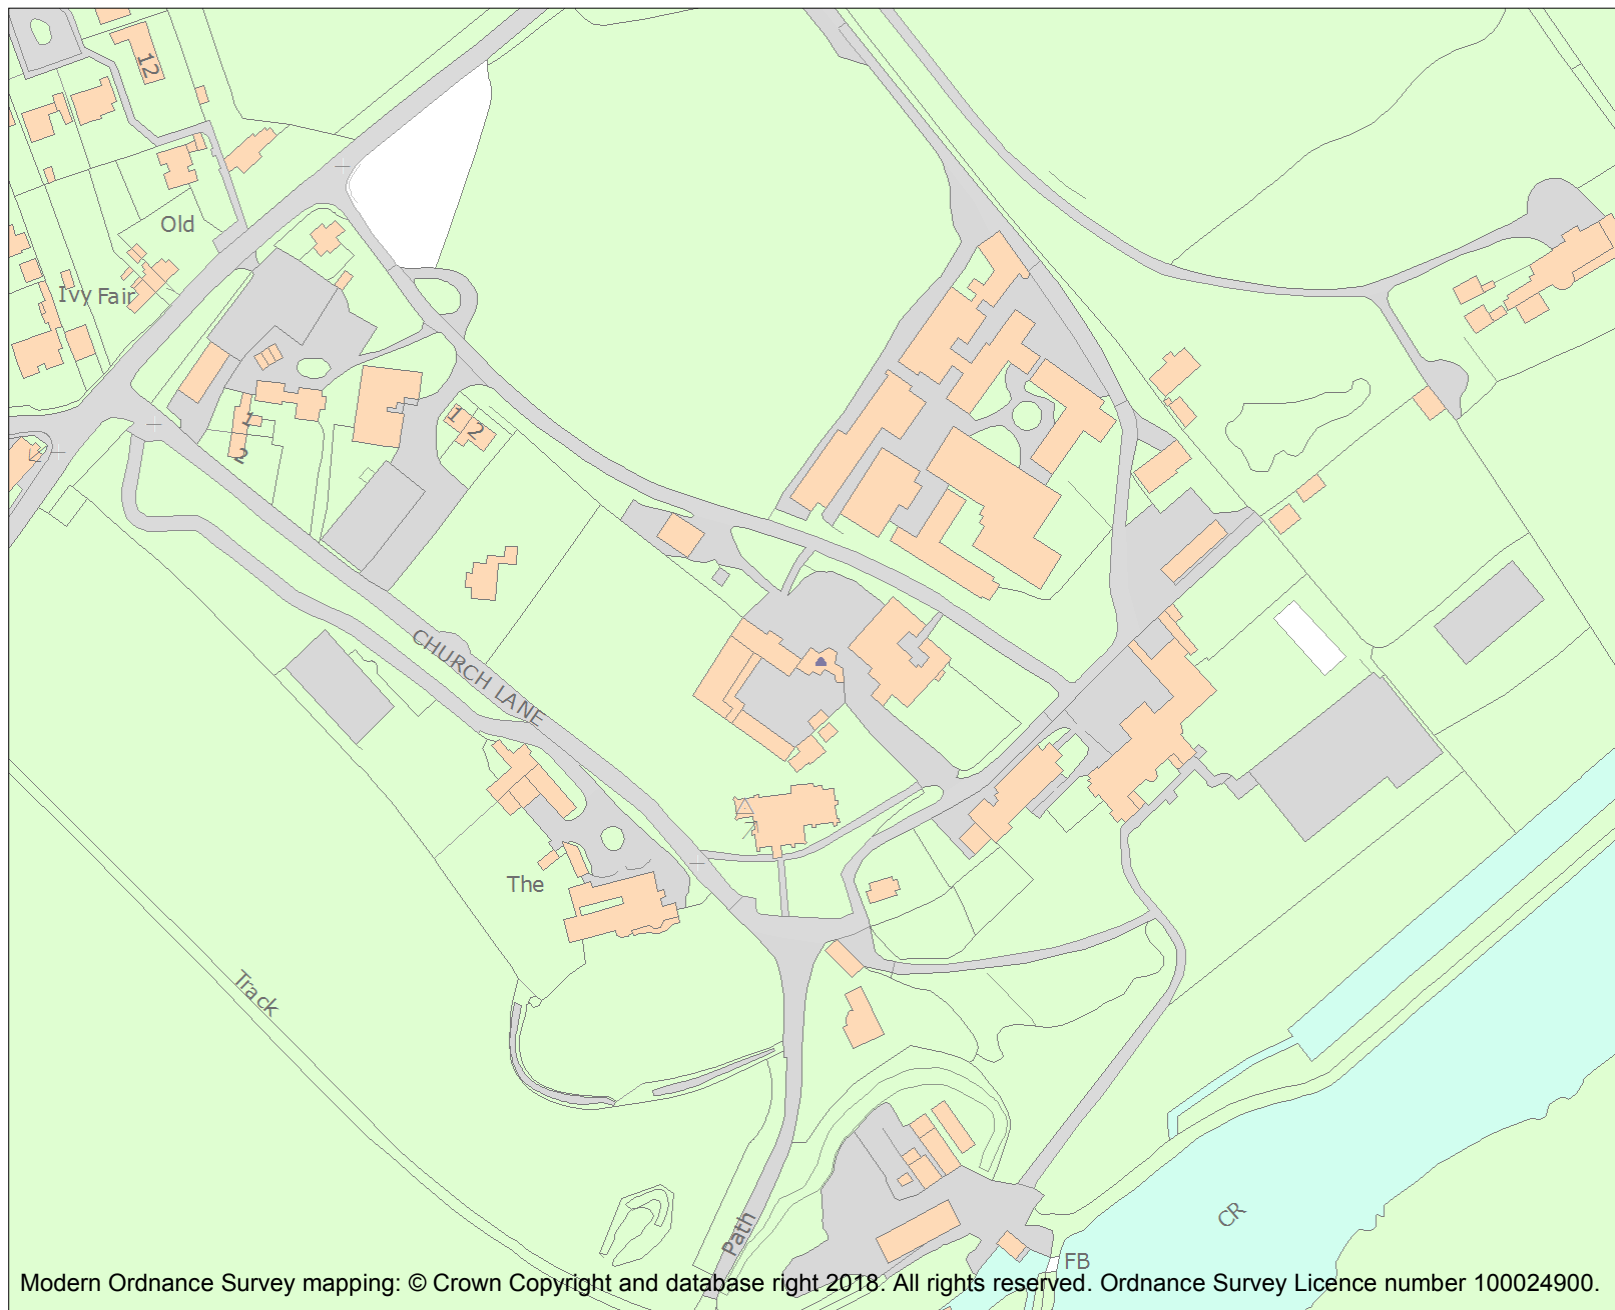 12
Old
Ivy Fair
1
2
1 2
CHURCH LANE
The
Track
Path
CR
FB
Modern Ordnance Survey mapping: © Crown Copyright and database right 2018. All rights reserved. Ordnance Survey Licence number 100024900.